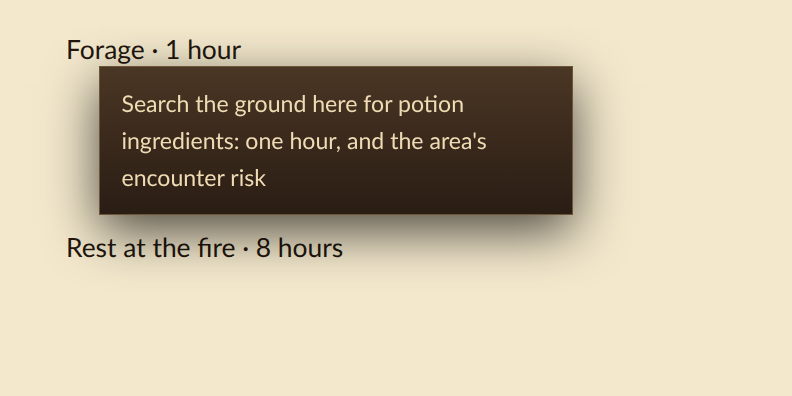 Forage · 1 hour
Search the ground here for potion
ingredients: one hour, and the area's
encounter risk
Rest at the fire · 8 hours